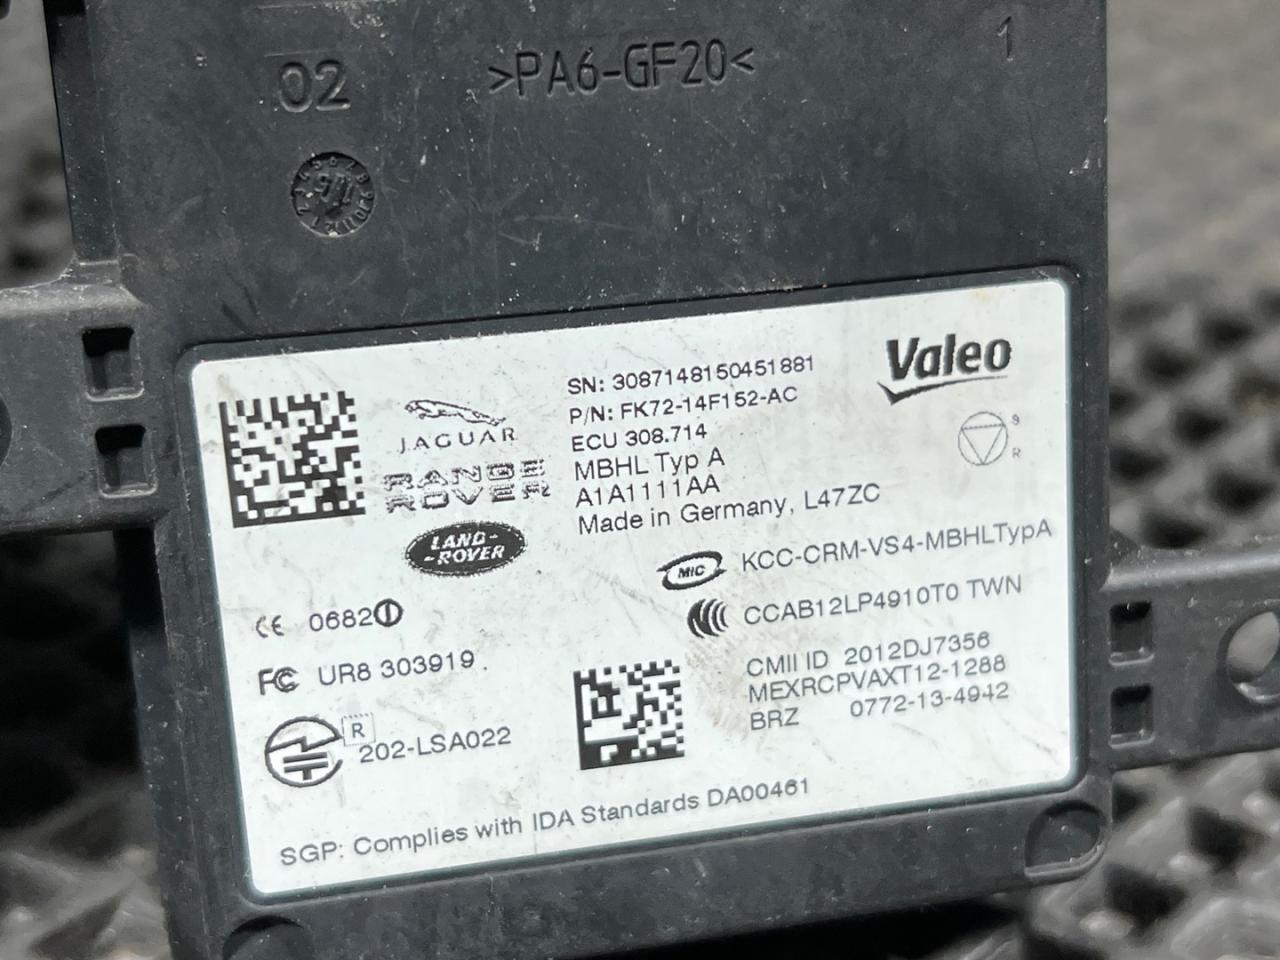 02
>PA6-GF20<
1
Valeo
SN: 3087148150451881
P/N: FK72-14F152-AC
ECU 308.714
MBHL Typ A
A1A1111AA
Made in Germany, L47ZC
JAGUAR
RANGE
ROVER
LAND-
-ROVER
9
R
MIC KCC-CRM-VS4-MBHLTypA
CCAB12LP4910T0 TWN
CE 0682
FC UR8 303919.
R 202-LSA022
CMII ID 2012DJ7356
MEXRCPVAXT12-1288
BRZ 0772-13-4942
SGP: Complies with IDA Standards DA00461